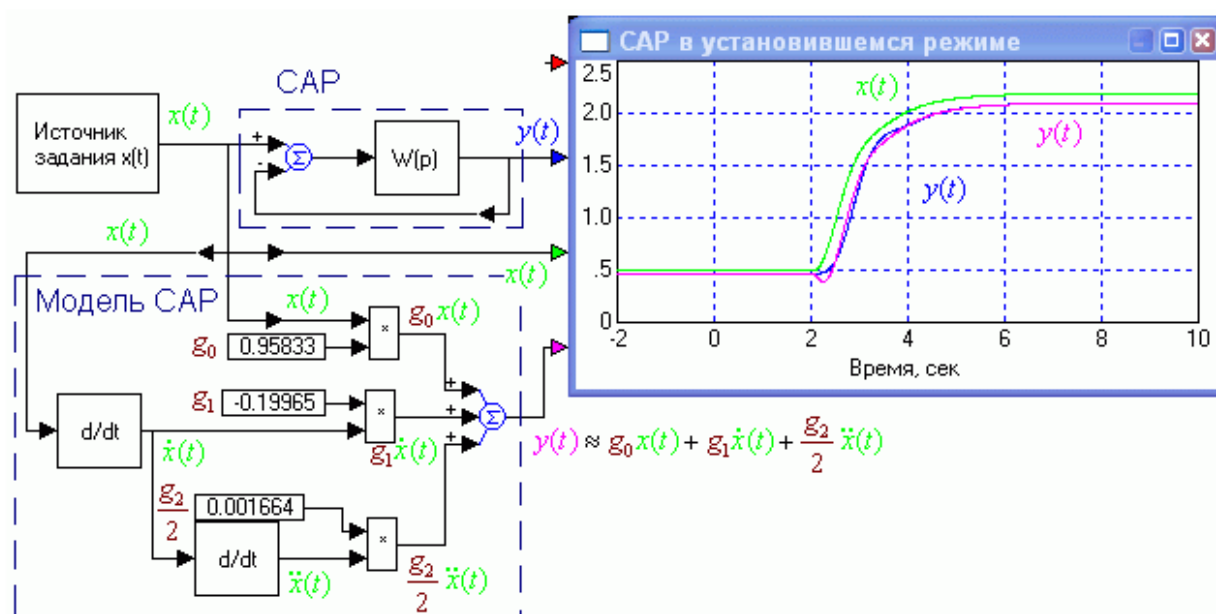 САР в установившемся режиме
САР
x(t)
Источник
задания x(t)
+
-
Σ
W(p)
y(t)
2.5
2.0
1.5
1.0
.5
0
-2
0
2
4
6
8
10
Время, сек
x(t)
y(t)
y(t)
x(t)
x(t)
Модель САР
x(t)
g₀
0.95833
×
g₀x(t)
g₁
-0.19965
×
g₁ẋ(t)
+
+
+
Σ
d/dt
ẋ(t)
y(t) ≈ g₀x(t) + g₁ẋ(t) + g₂/2 ẍ(t)
g₂/2
0.001664
×
d/dt
ẍ(t)
g₂/2 ẍ(t)